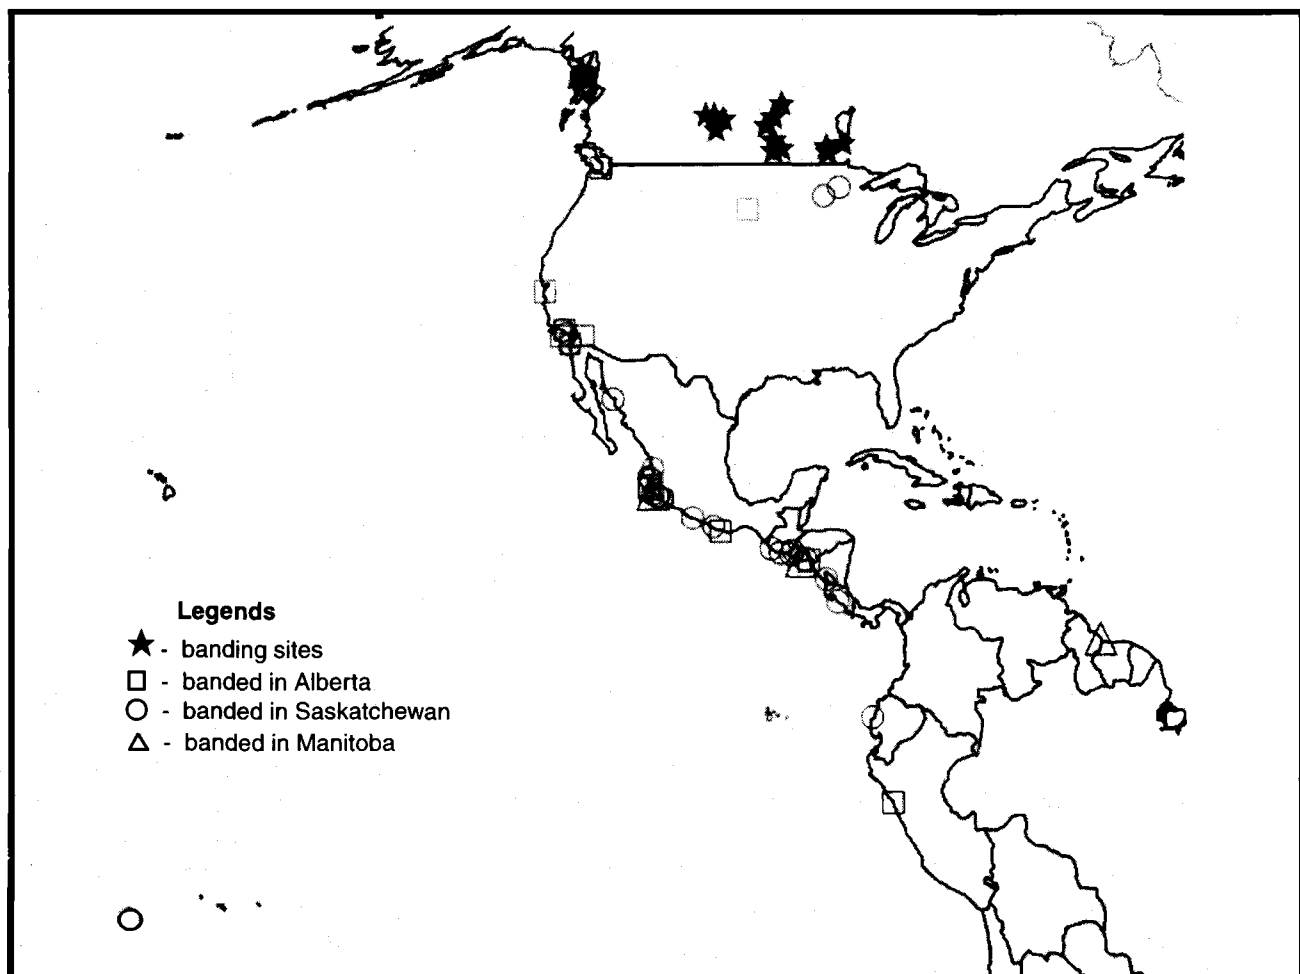 Legends
★ - banding sites
□ - banded in Alberta
○ - banded in Saskatchewan
△ - banded in Manitoba